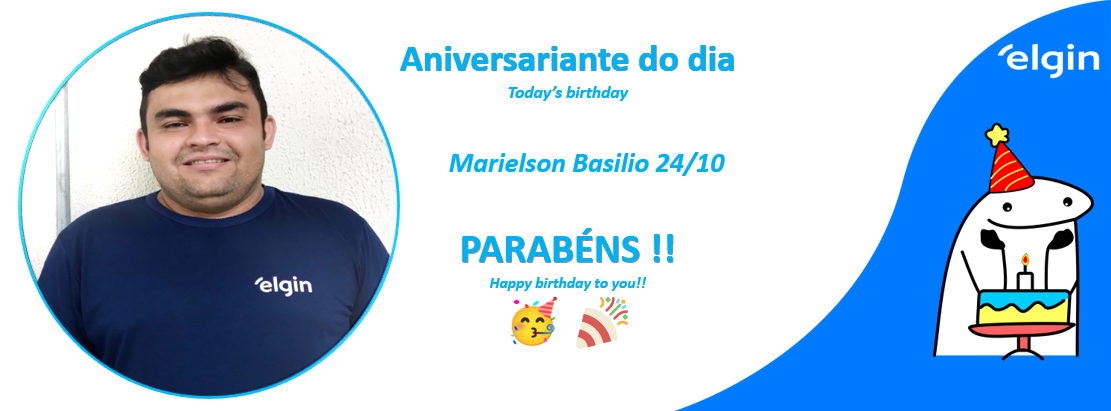 Aniversariante do dia
Today's birthday
Marielson Basilio 24/10
PARABÉNS !!
Happy birthday to you!!
elgin
elgin